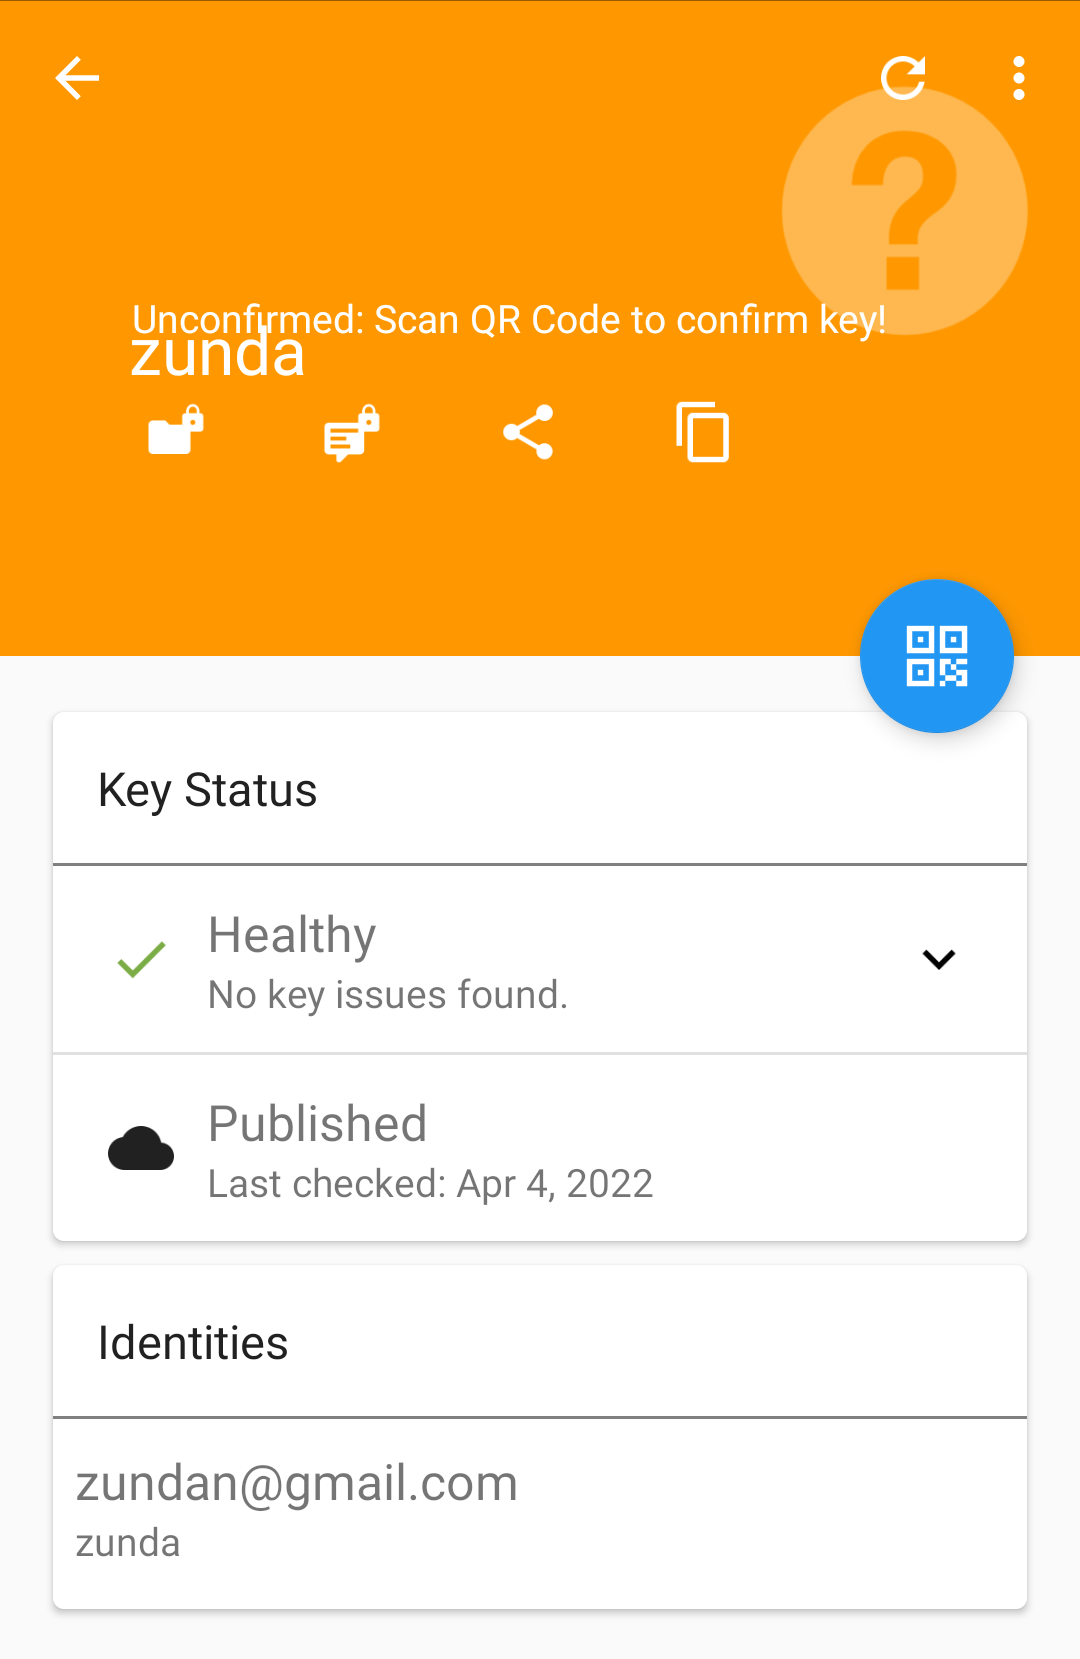 Unconfirmed: Scan QR Code to confirm key!
zunda
Key Status
Healthy
No key issues found.
Published
Last checked: Apr 4, 2022
Identities
zundan@gmail.com
zunda